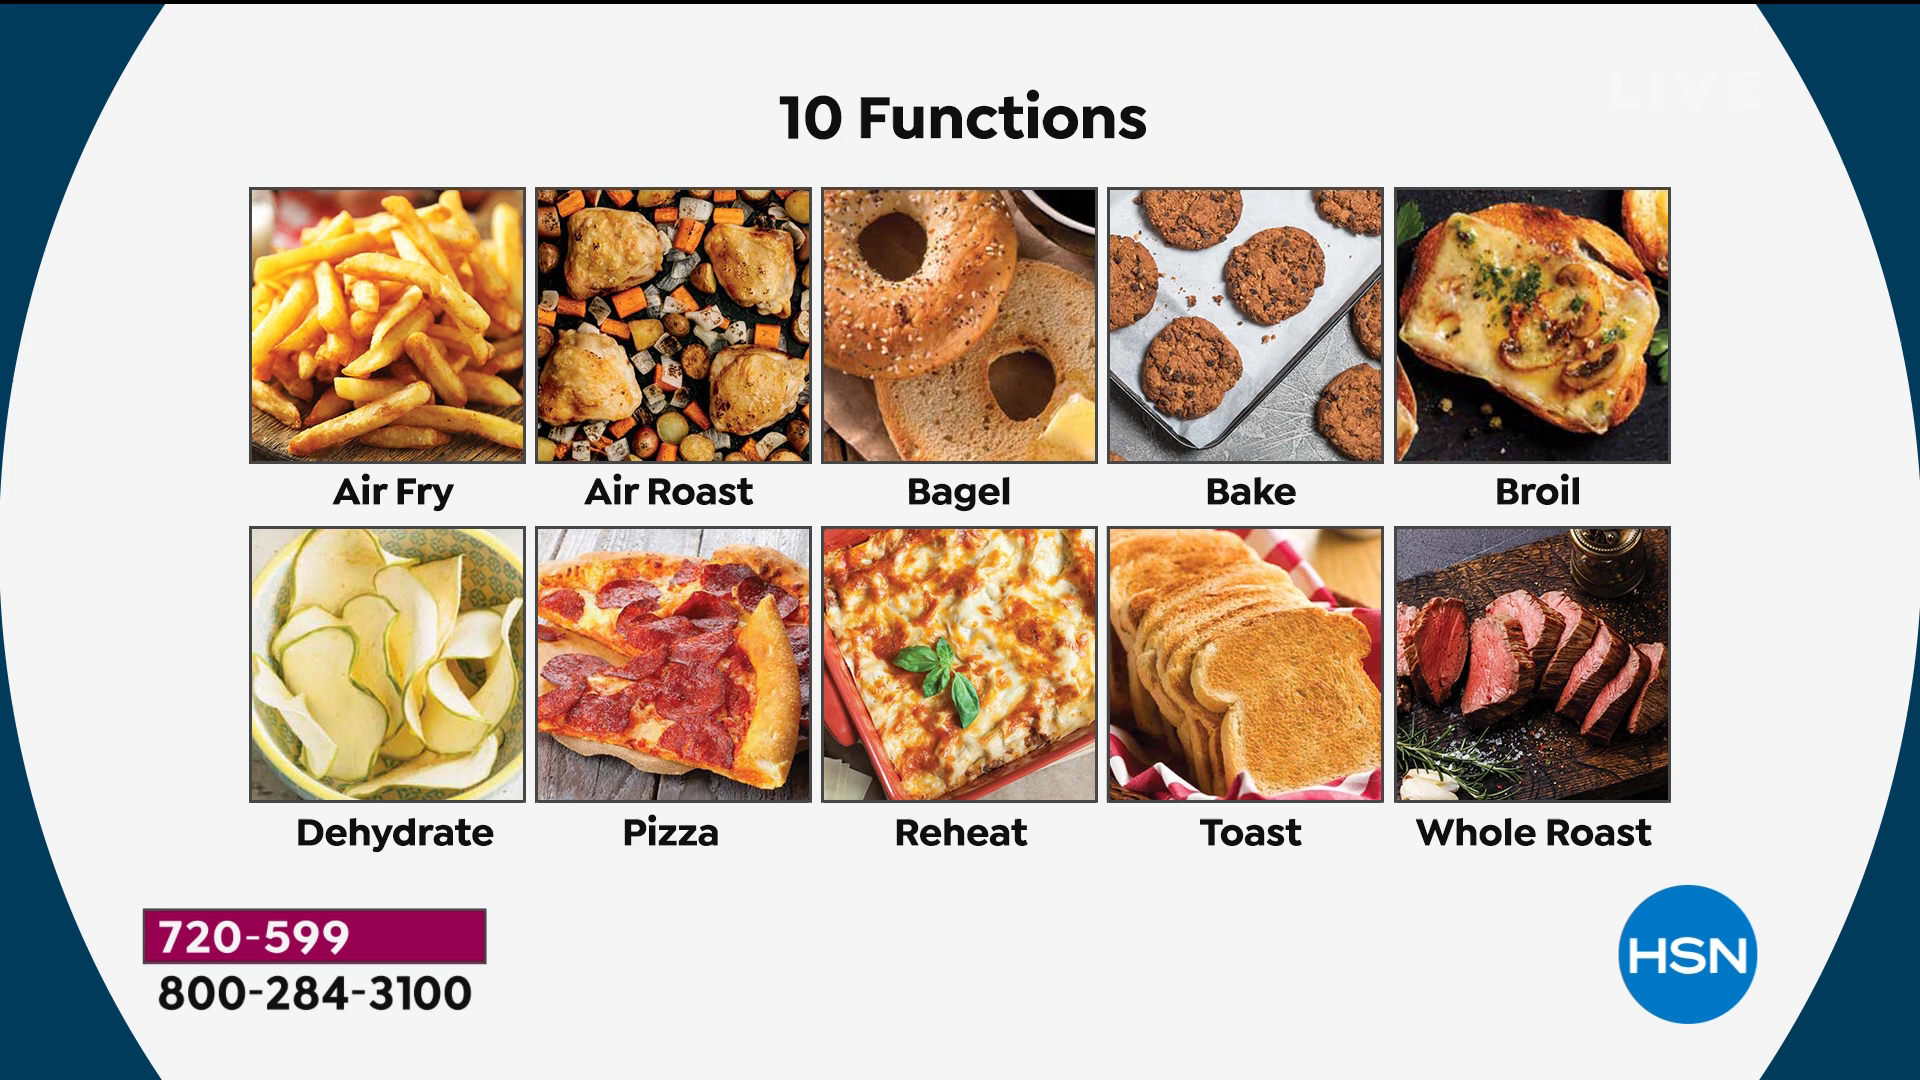 LIVE
10 Functions
Air Fry
Air Roast
Bagel
Bake
Broil
Dehydrate
Pizza
Reheat
Toast
Whole Roast
720-599
800-284-3100
HSN